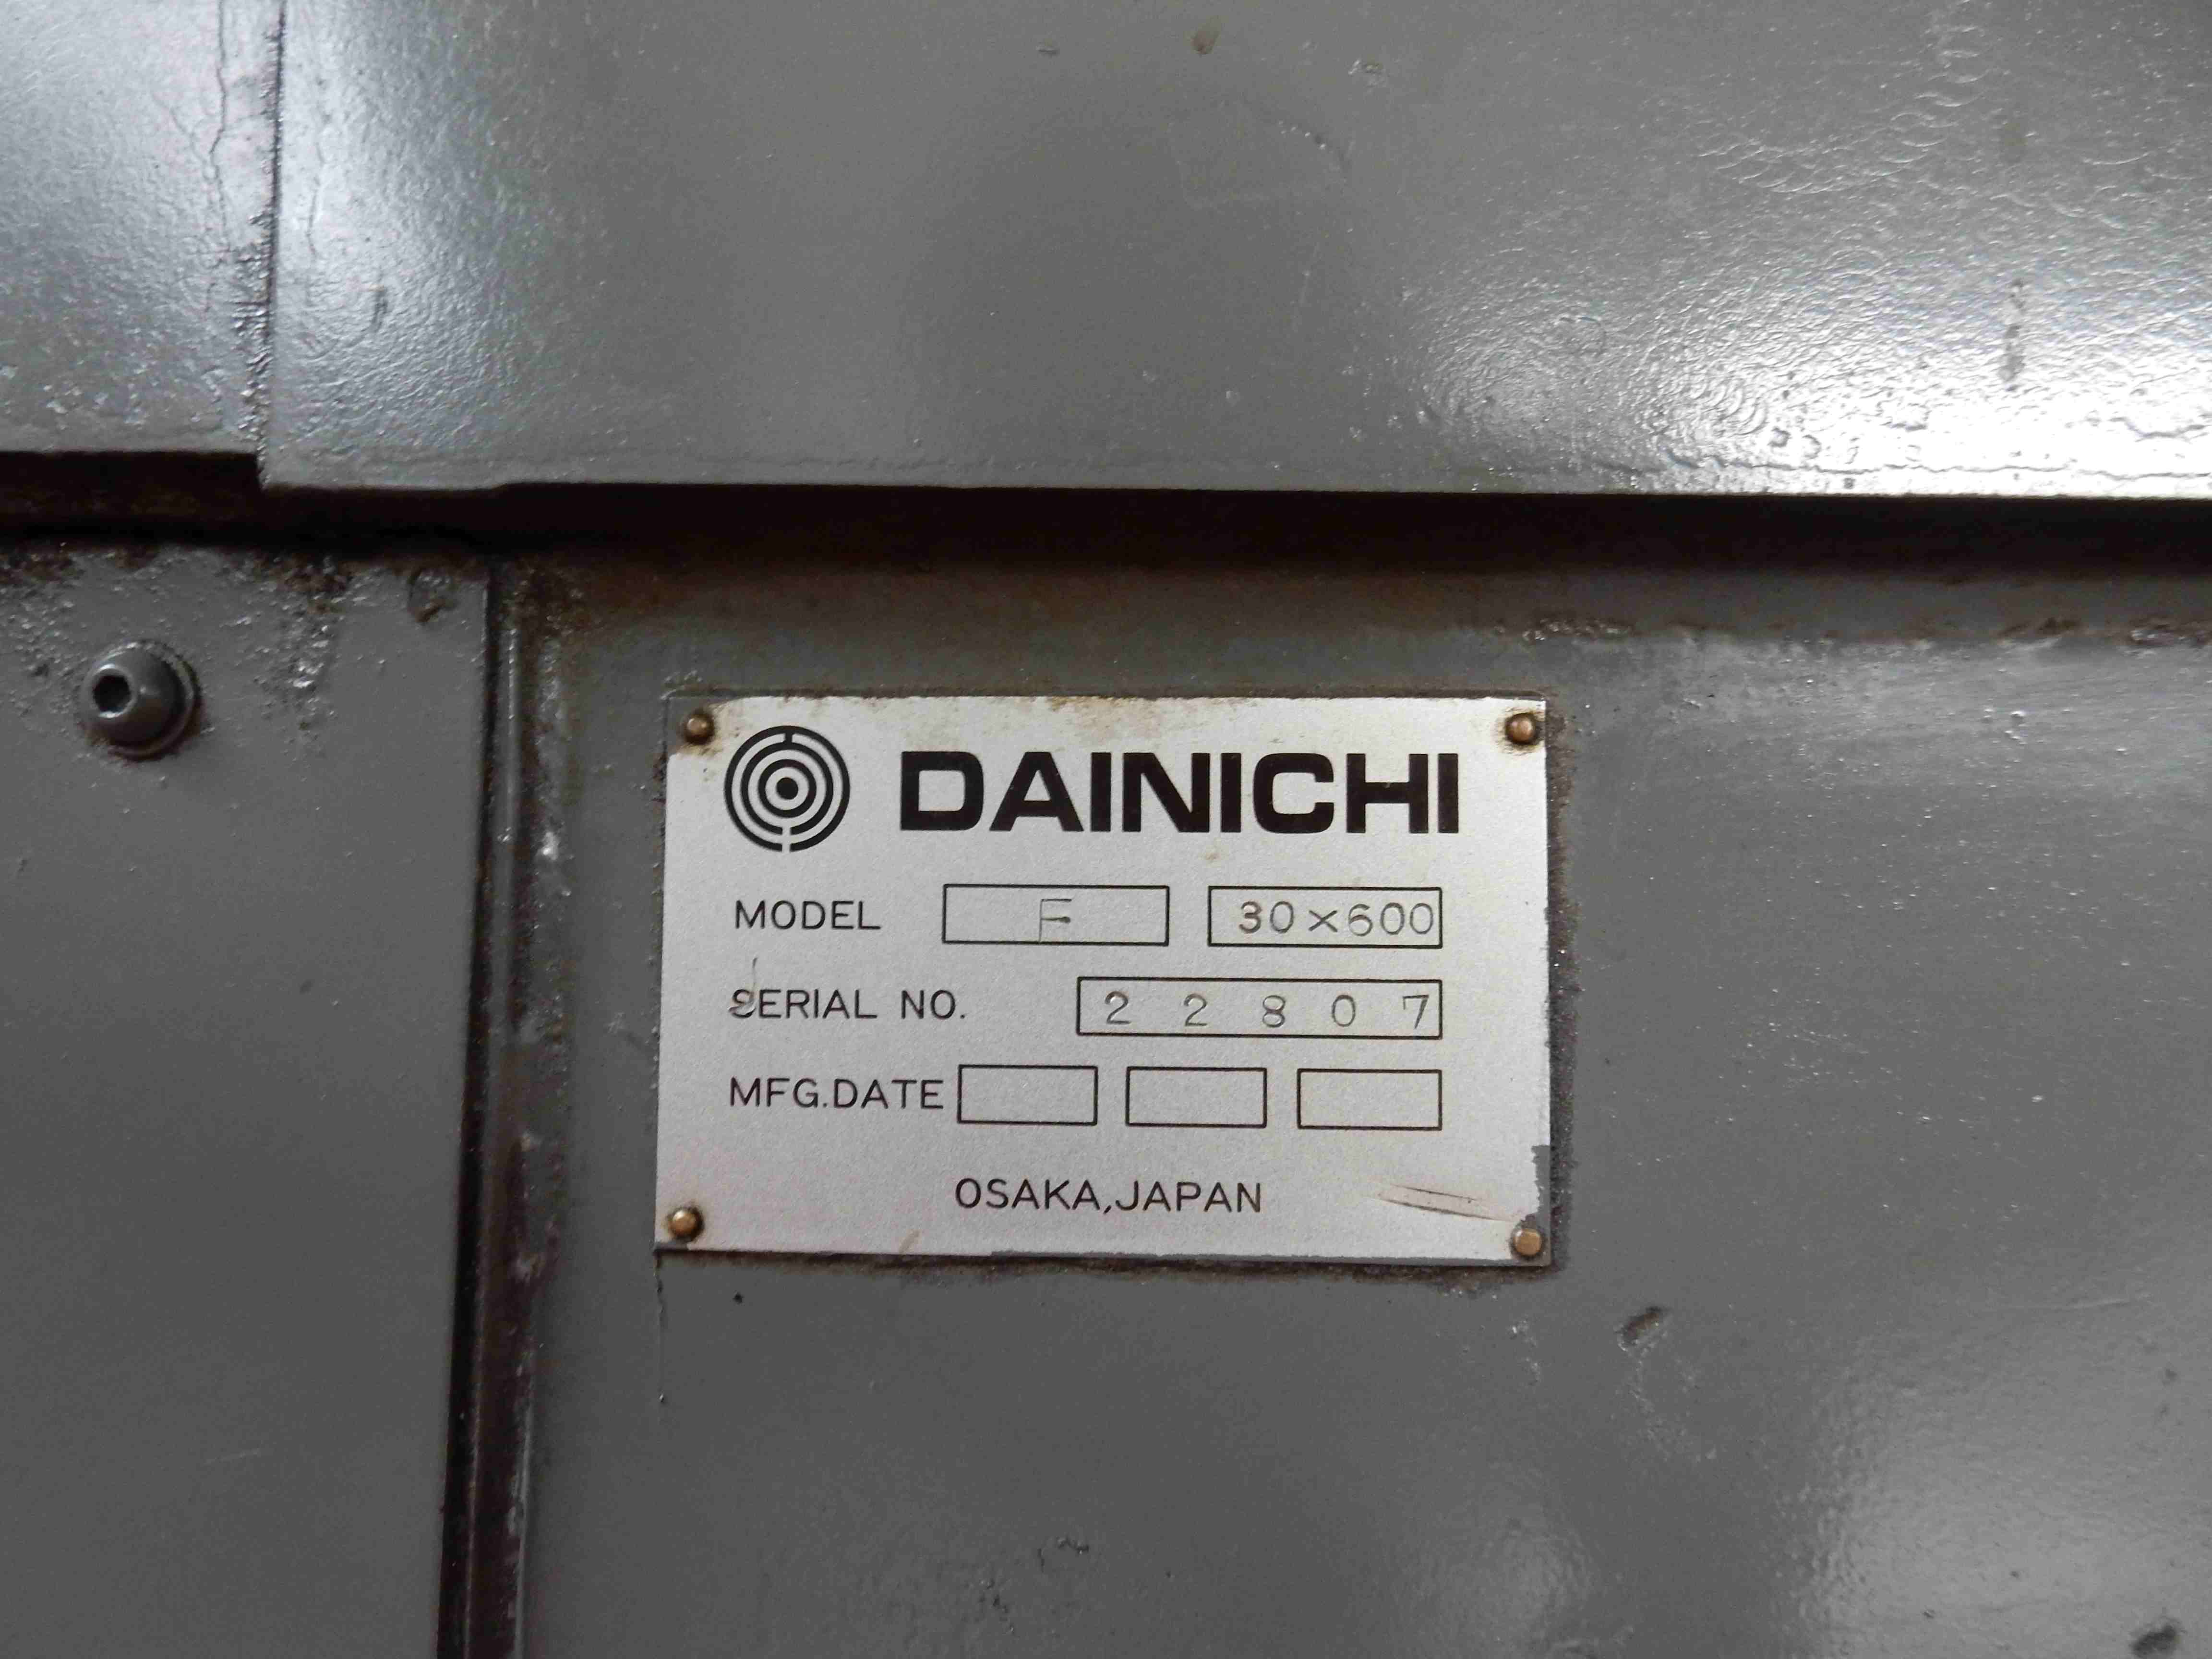 DAINICHI
MODEL F 30×600
SERIAL NO. 22807
MFG.DATE
OSAKA, JAPAN